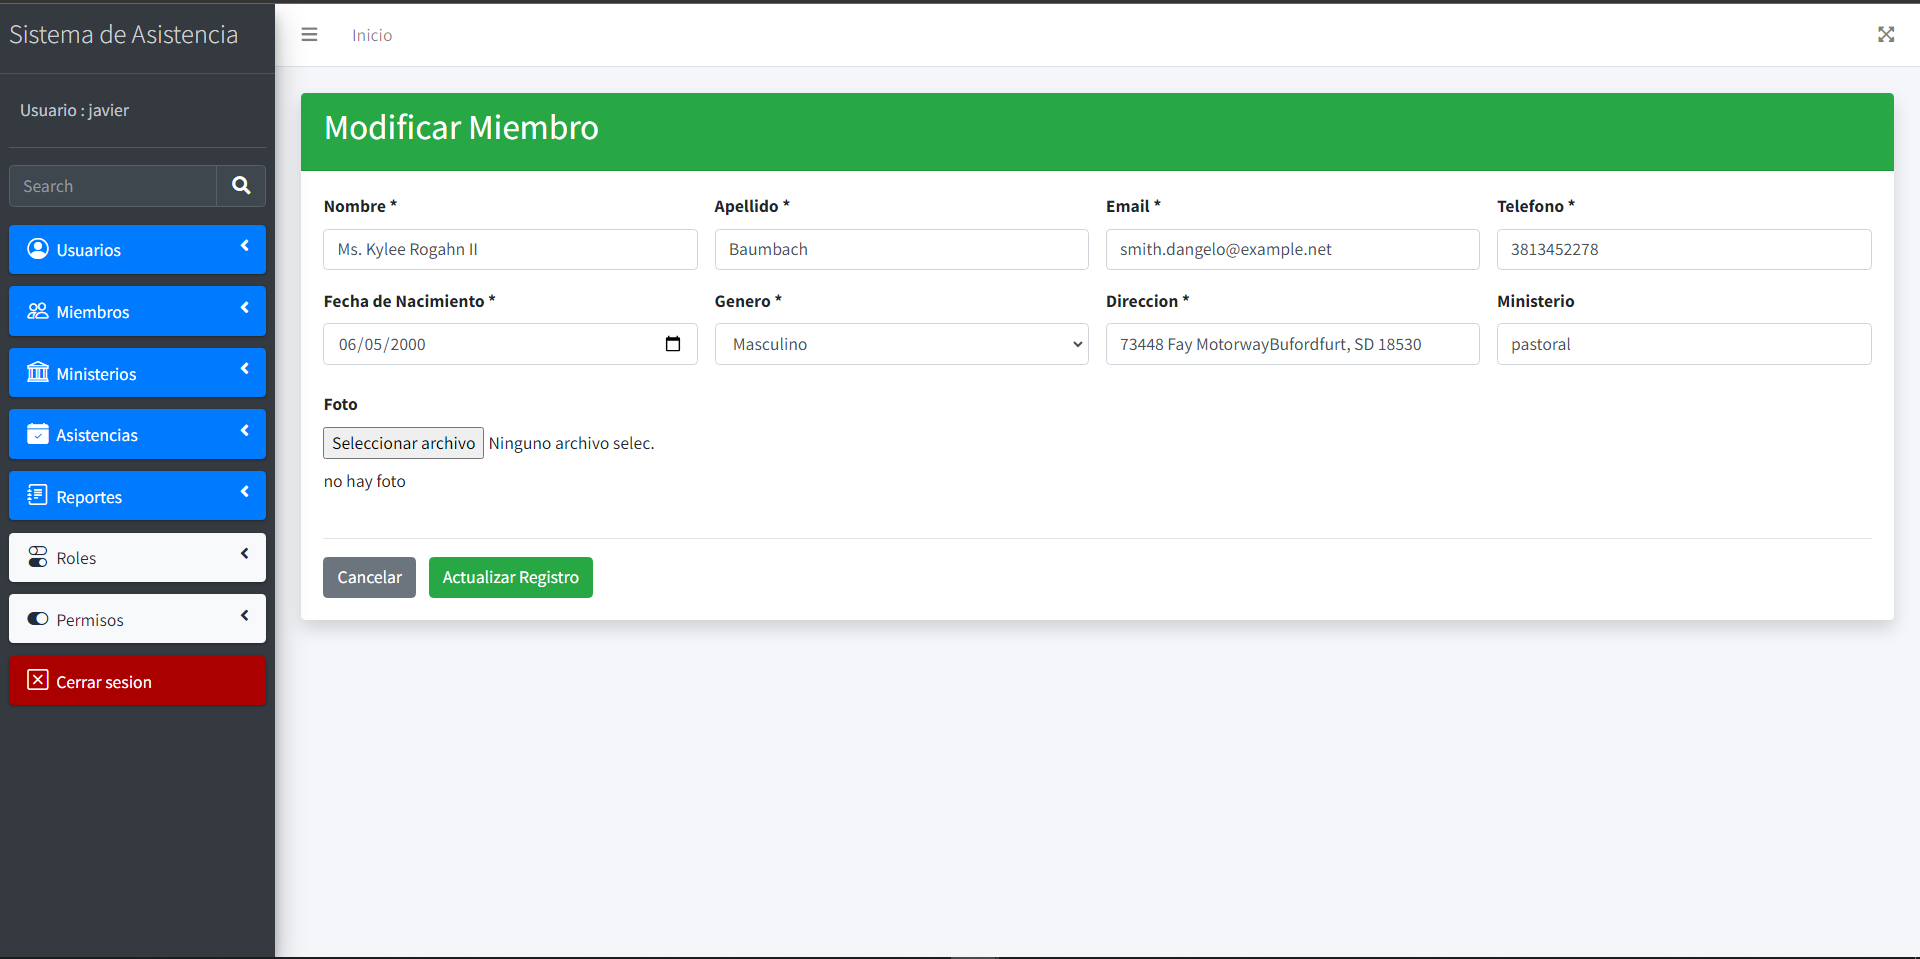 Sistema de Asistencia
Inicio
Usuario : javier
Search
Usuarios
Miembros
Ministerios
Asistencias
Reportes
Roles
Permisos
Cerrar sesion
Modificar Miembro
Nombre * Apellido * Email * Telefono *
Ms. Kylee Rogahn II Baumbach smith.dangelo@example.net 3813452278
Fecha de Nacimiento * Genero * Direccion * Ministerio
06/05/2000 Masculino 73448 Fay MotorwayBufordfurt, SD 18530 pastoral
Foto
Seleccionar archivo Ninguno archivo selec.
no hay foto
Cancelar Actualizar Registro